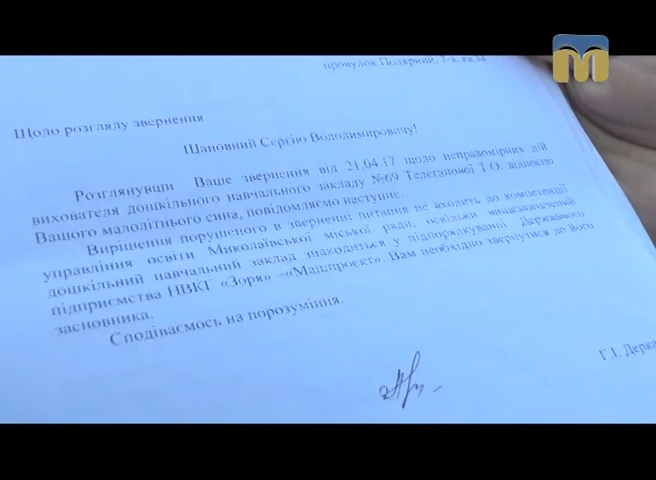 провулок Полярний, 2-к, кв.34
Щодо розгляду звернення
Шановний Сергію Володимировичу!
Розглянувши Ваше звернення від 21.04.17 щодо неправомірних дій
вихователя дошкільного навчального закладу №69 Телеганової Т.О. відносно
Вашого малолітнього сина, повідомляємо наступне.
Вирішення порушеного в зверненні питання не входить до компетенції
управління освіти Миколаївської міської ради, оскільки вищезазначений
дошкільний навчальний заклад знаходиться у підпорядкуванні Державного
підприємства НВКГ «Зоря» –«Машпроєкт». Вам необхідно звернутися до його
засновника.
Сподіваємось на порозуміння.
Г.І.